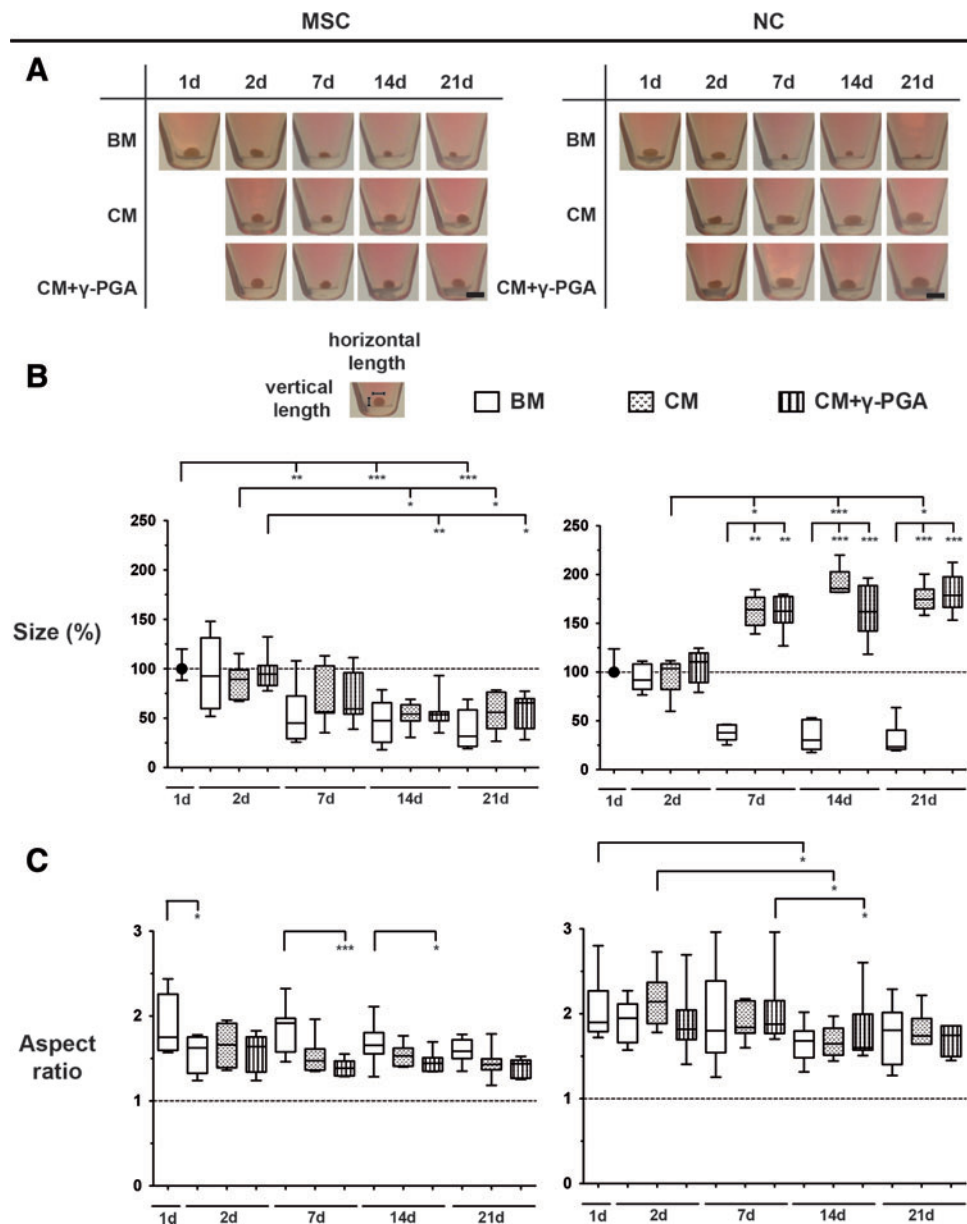 MSC NC
A
1d 2d 7d 14d 21d 1d 2d 7d 14d 21d
BM BM
CM CM
CM+γ-PGA CM+γ-PGA
horizontal
length
B
vertical
length
BM CM CM+γ-PGA
** *** ***
* *
** *
* *** *
** ** *** *** *** ***
Size (%)
250 250
200 200
150 150
100 100
50 50
0 0
1d 2d 7d 14d 21d 1d 2d 7d 14d 21d
C
*
*
*
* *** *
Aspect
ratio
3 3
2 2
1 1
0 0
1d 2d 7d 14d 21d 1d 2d 7d 14d 21d